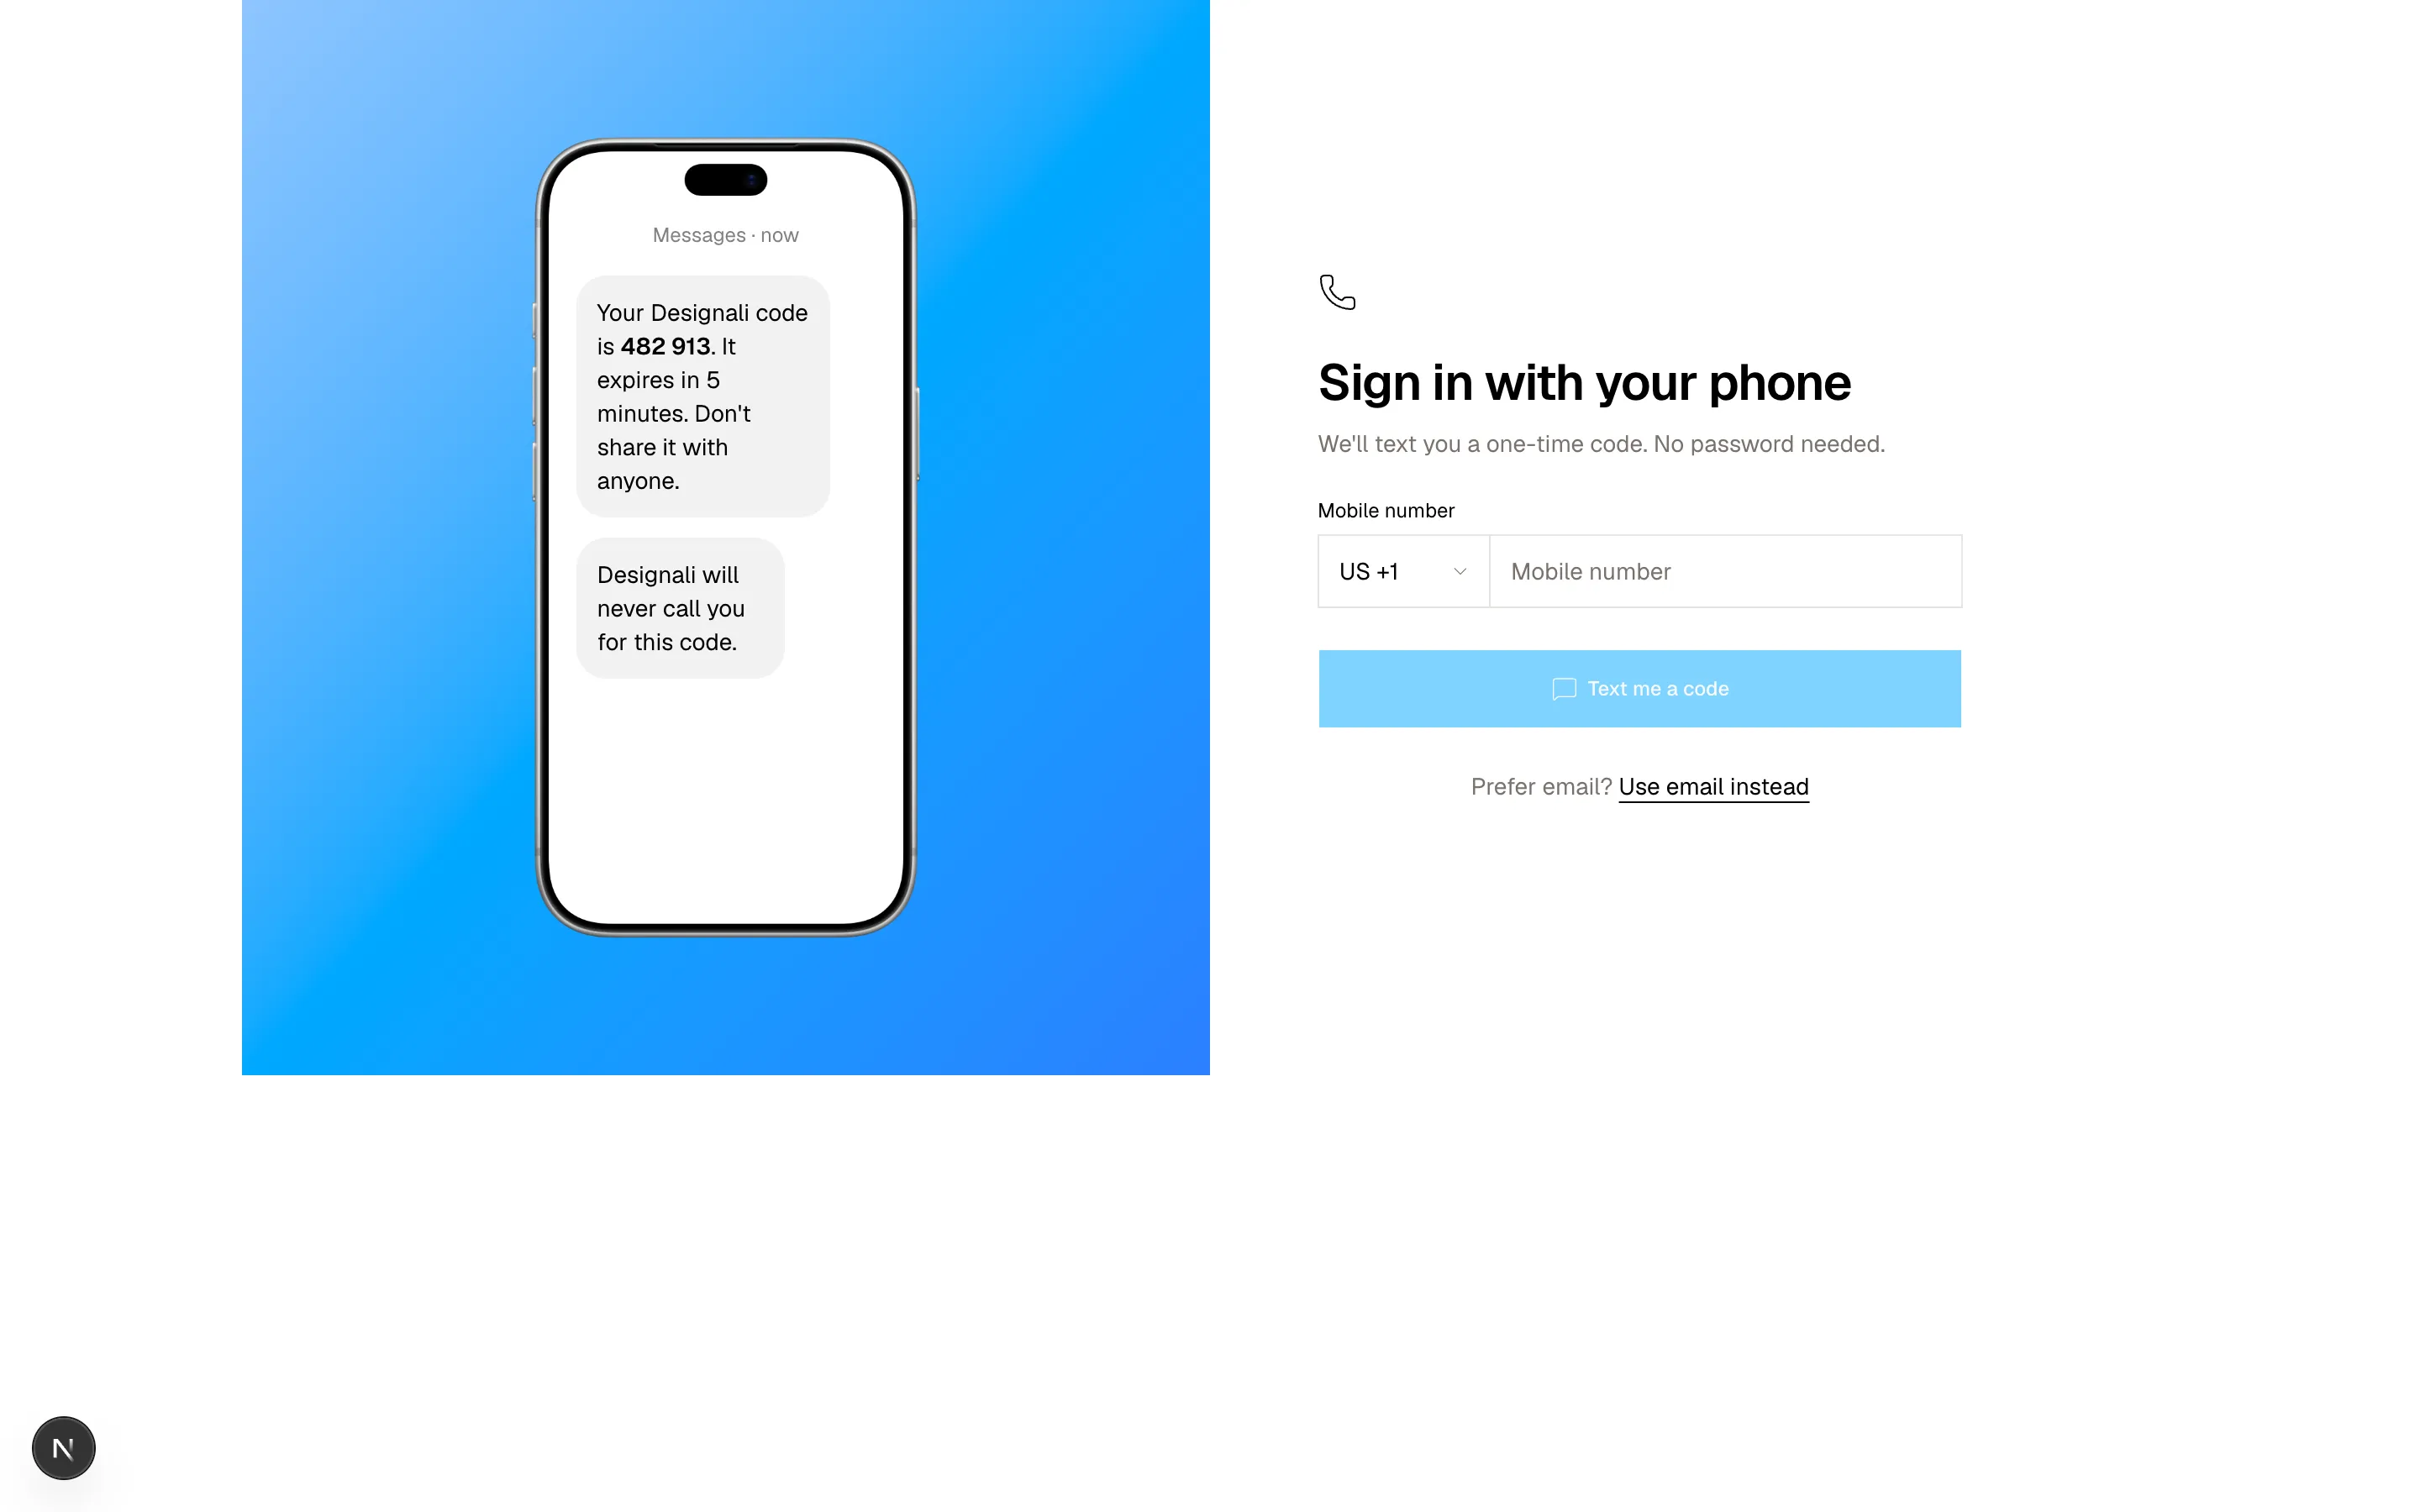 Messages · now
Your Designali code
is 482 913. It
expires in 5
minutes. Don't
share it with
anyone.
Designali will
never call you
for this code.
Sign in with your phone
We'll text you a one-time code. No password needed.
Mobile number
US +1
Mobile number
Text me a code
Prefer email? Use email instead
N